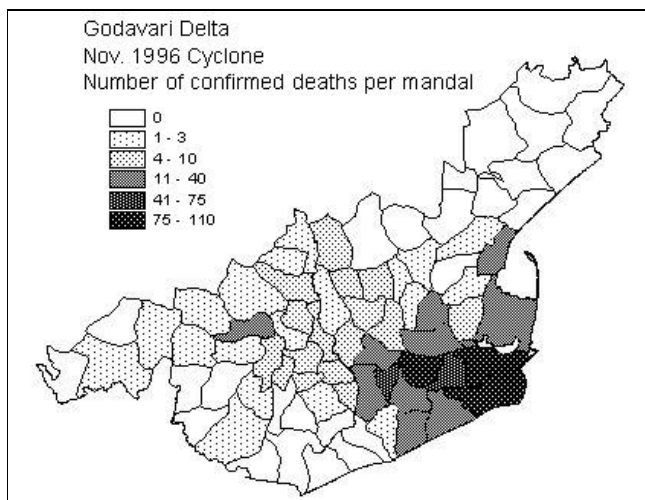 Godavari Delta
Nov. 1996 Cyclone
Number of confirmed deaths per mandal
0
1 - 3
4 - 10
11 - 40
41 - 75
75 - 110